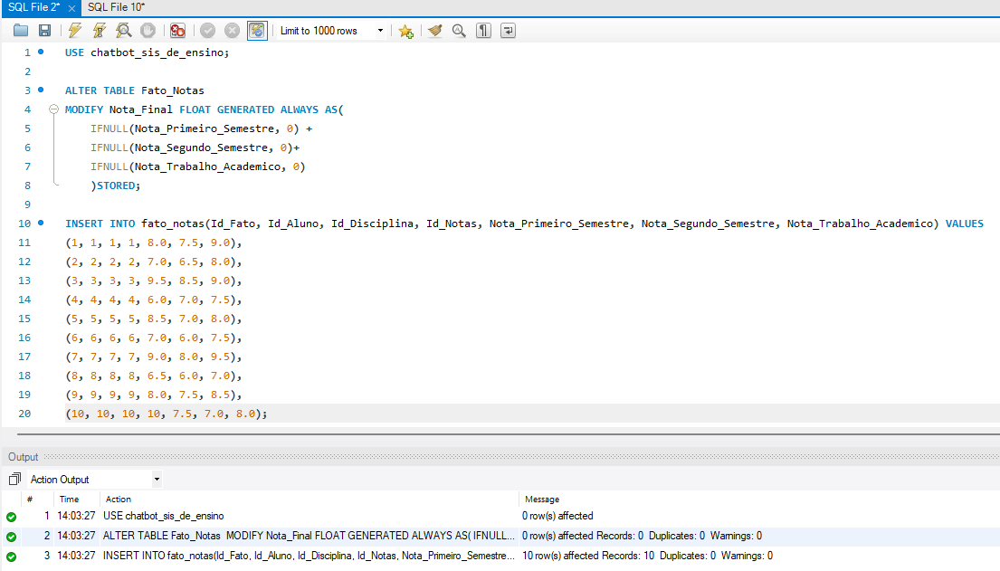 SQL File 2* × SQL File 10*
Limit to 1000 rows
1 USE chatbot_sis_de_ensino;
2
3 ALTER TABLE Fato_Notas
4 MODIFY Nota_Final FLOAT GENERATED ALWAYS AS(
5 IFNULL(Nota_Primeiro_Semestre, 0) +
6 IFNULL(Nota_Segundo_Semestre, 0)+
7 IFNULL(Nota_Trabalho_Academico, 0)
8 )STORED;
9
10 INSERT INTO fato_notas(Id_Fato, Id_Aluno, Id_Disciplina, Id_Notas, Nota_Primeiro_Semestre, Nota_Segundo_Semestre, Nota_Trabalho_Academico) VALUES
11 (1, 1, 1, 1, 8.0, 7.5, 9.0),
12 (2, 2, 2, 2, 7.0, 6.5, 8.0),
13 (3, 3, 3, 3, 9.5, 8.5, 9.0),
14 (4, 4, 4, 4, 6.0, 7.0, 7.5),
15 (5, 5, 5, 5, 8.5, 7.0, 8.0),
16 (6, 6, 6, 6, 7.0, 6.0, 7.5),
17 (7, 7, 7, 7, 9.0, 8.0, 9.5),
18 (8, 8, 8, 8, 6.5, 6.0, 7.0),
19 (9, 9, 9, 9, 8.0, 7.5, 8.5),
20 (10, 10, 10, 10, 7.5, 7.0, 8.0);
Output
Action Output
# Time Action Message
1 14:03:27 USE chatbot_sis_de_ensino 0 row(s) affected
2 14:03:27 ALTER TABLE Fato_Notas MODIFY Nota_Final FLOAT GENERATED ALWAYS AS( IFNULL... 0 row(s) affected Records: 0 Duplicates: 0 Warnings: 0
3 14:03:27 INSERT INTO fato_notas(Id_Fato, Id_Aluno, Id_Disciplina, Id_Notas, Nota_Primeiro_Semestre... 10 row(s) affected Records: 10 Duplicates: 0 Warnings: 0